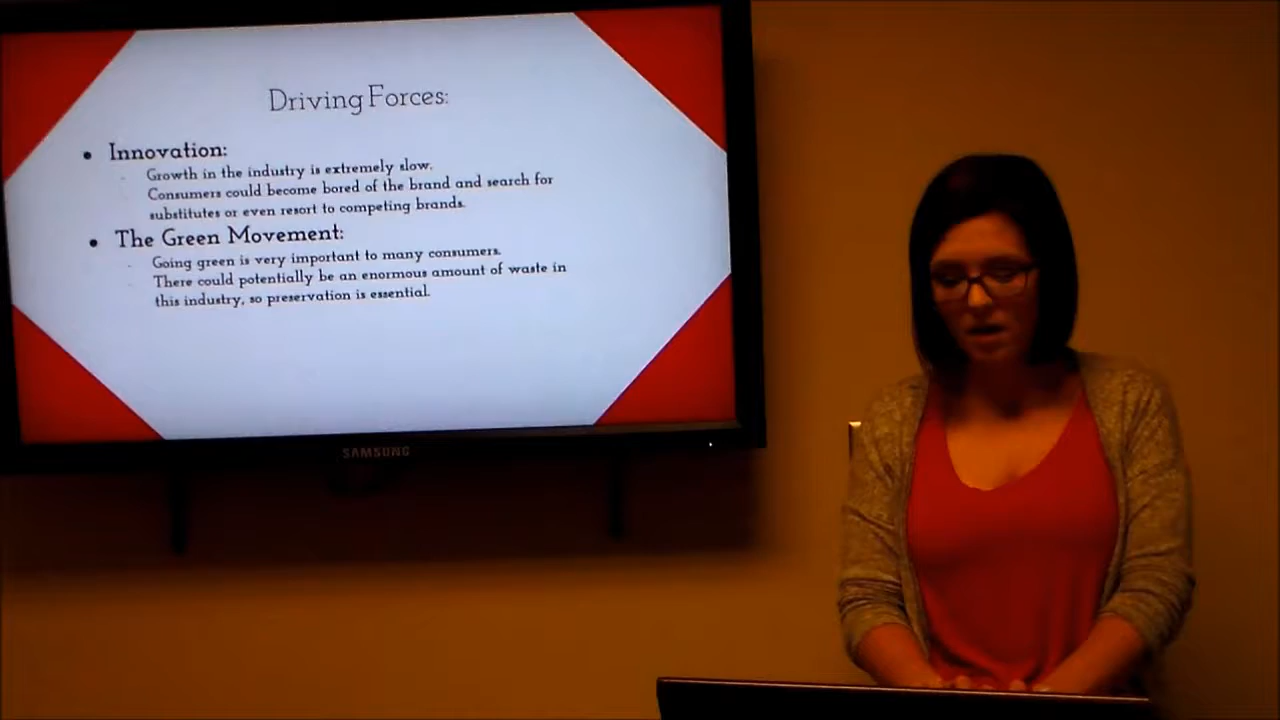 Driving Forces:
• Innovation:
- Growth in the industry is extremely slow.
- Consumers could become bored of the brand and search for
substitutes or even resort to competing brands.
• The Green Movement:
- Going green is very important to many consumers.
- There could potentially be an enormous amount of waste in
this industry, so preservation is essential.
SAMSUNG